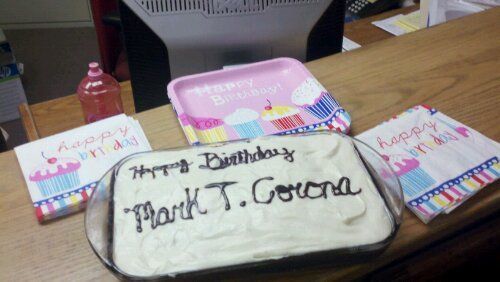 Happy
Birthday!
happy
birthday
happy
birthday
Happy Birthday
Mark T. Corona